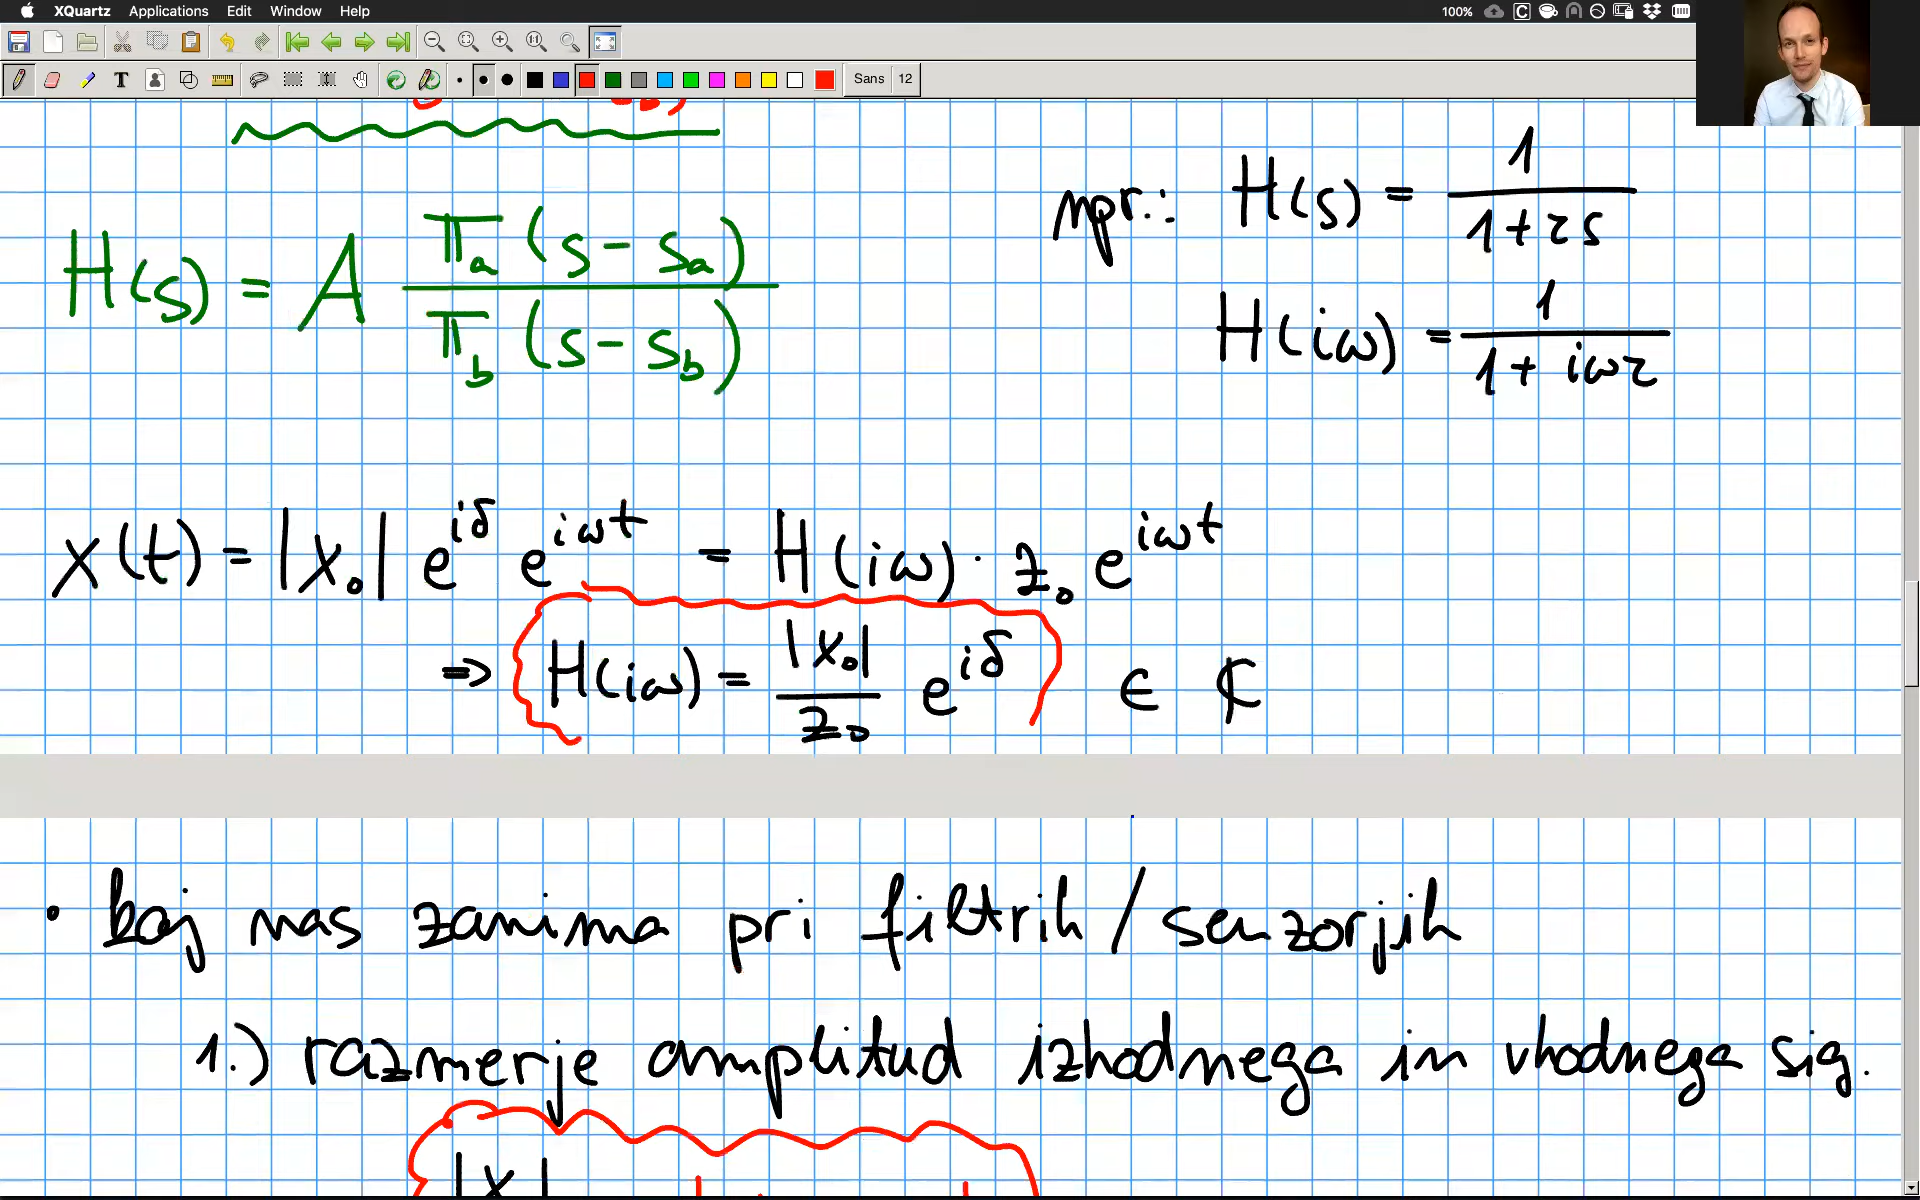 XQuartz Applications Edit Window Help 100%
Sans 12
H(s) = A Π_a (s - s_a) / Π_b (s - s_b)
npr.: H(s) = 1 / (1 + τs)
H(iω) = 1 / (1 + iωτ)
x(t) = |x₀| e^{iδ} e^{iωt} = H(iω) · z₀ e^{iωt}
⇒ H(iω) = |x₀| / z₀ e^{iδ} ∈ ℂ
• kaj nas zanima pri filtrih / senzorjih
1.) razmerje amplitud izhodnega in vhodnega sig.
|x|